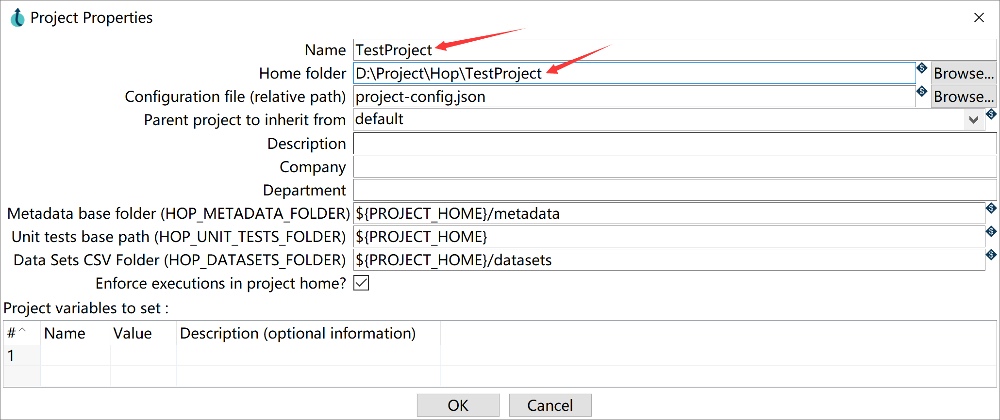 Project Properties
Name TestProject
Home folder D:\Project\Hop\TestProject $ Browse...
Configuration file (relative path) project-config.json $ Browse...
Parent project to inherit from default $
Description
Company
Department
Metadata base folder (HOP_METADATA_FOLDER) ${PROJECT_HOME}/metadata $
Unit tests base path (HOP_UNIT_TESTS_FOLDER) ${PROJECT_HOME} $
Data Sets CSV Folder (HOP_DATASETS_FOLDER) ${PROJECT_HOME}/datasets $
Enforce executions in project home?
Project variables to set :
# Name Value Description (optional information)
1
OK Cancel